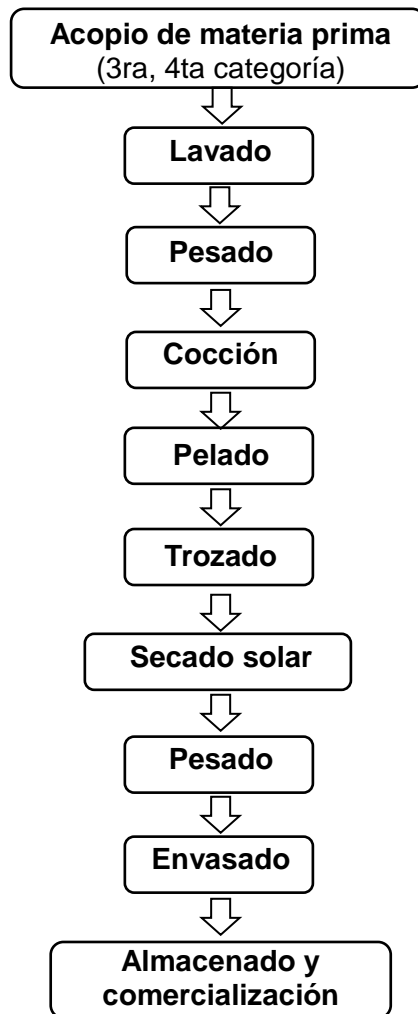 Acopio de materia prima
(3ra, 4ta categoría)
Lavado
Pesado
Cocción
Pelado
Trozado
Secado solar
Pesado
Envasado
Almacenado y
comercialización